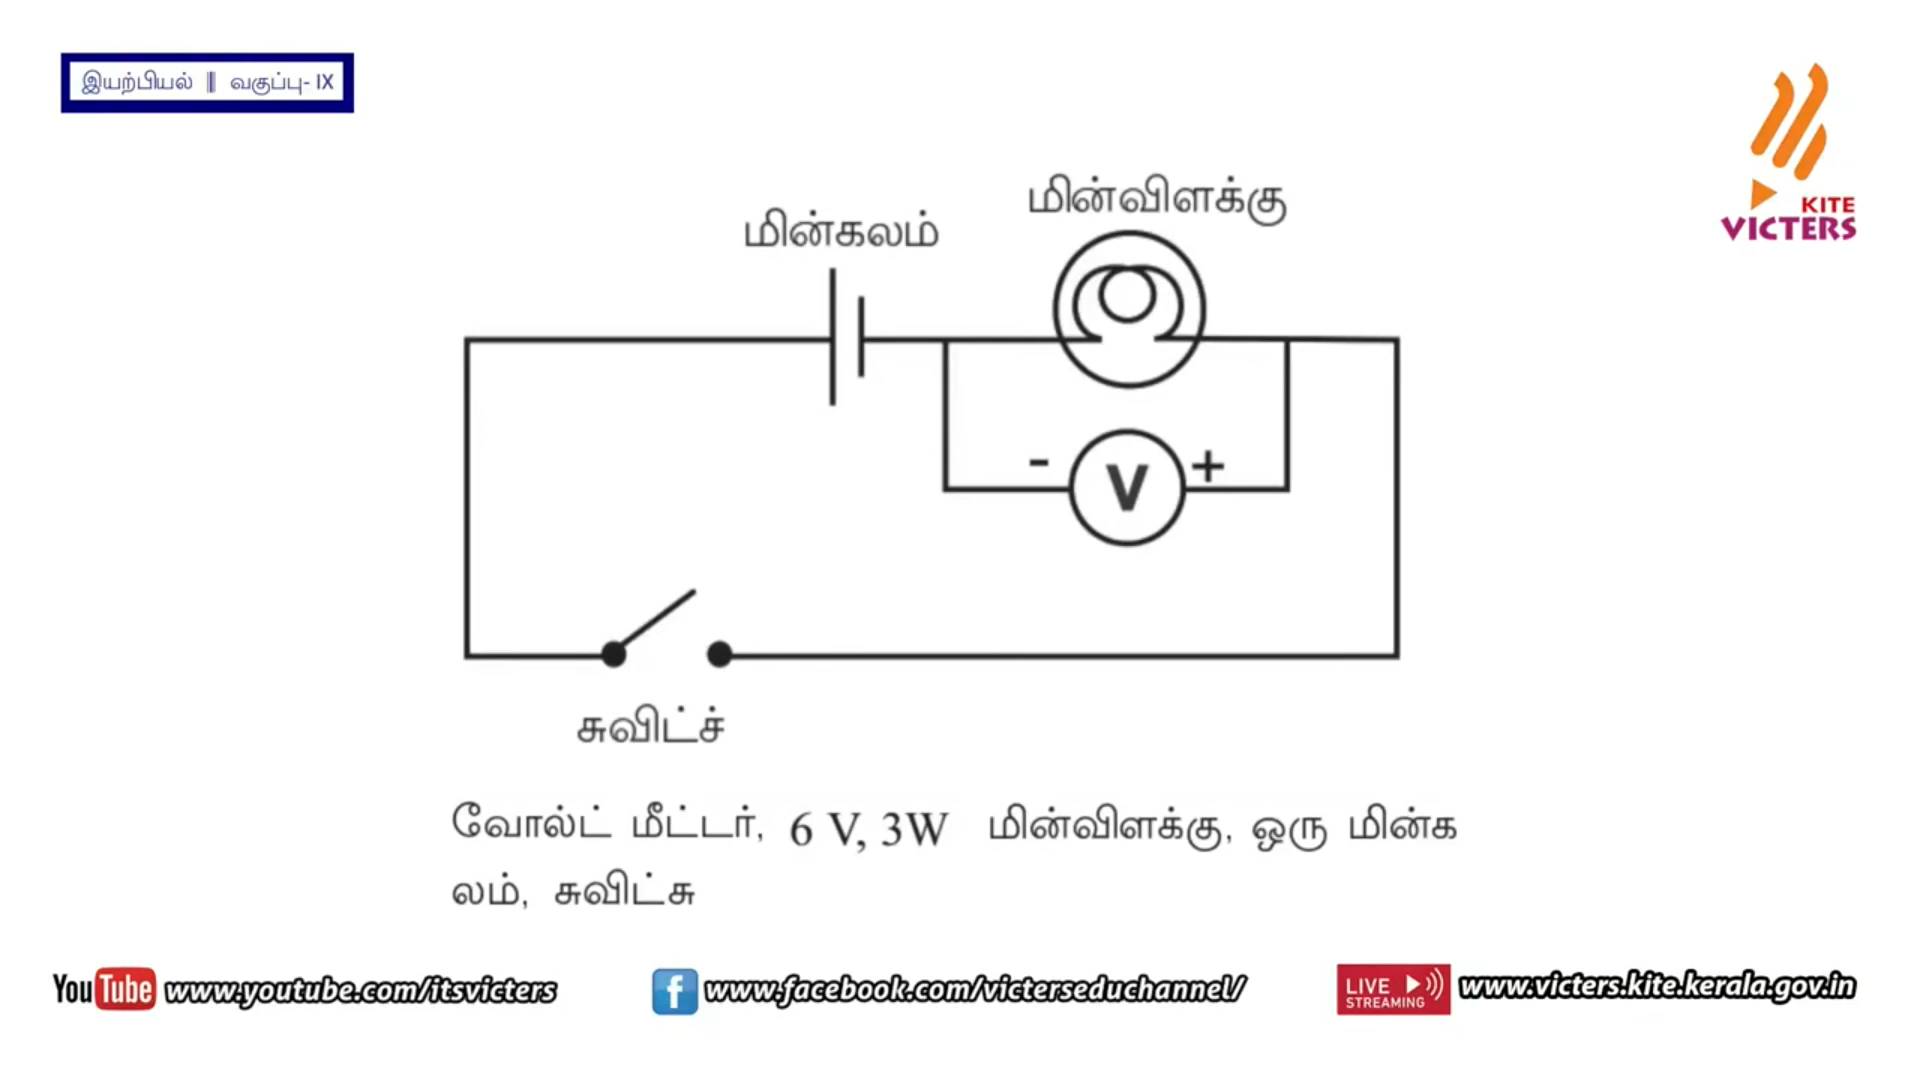 இயற்பியல் || வகுப்பு- IX
KITE
VICTERS
மின்விளக்கு
மின்கலம்
- V +
சுவிட்ச்
வோல்ட் மீட்டர், 6 V, 3W மின்விளக்கு, ஒரு மின்க
லம், சுவிட்சு
YouTube www.youtube.com/itsvicters
f www.facebook.com/victerseduchannel/
LIVE STREAMING www.victers.kite.kerala.gov.in